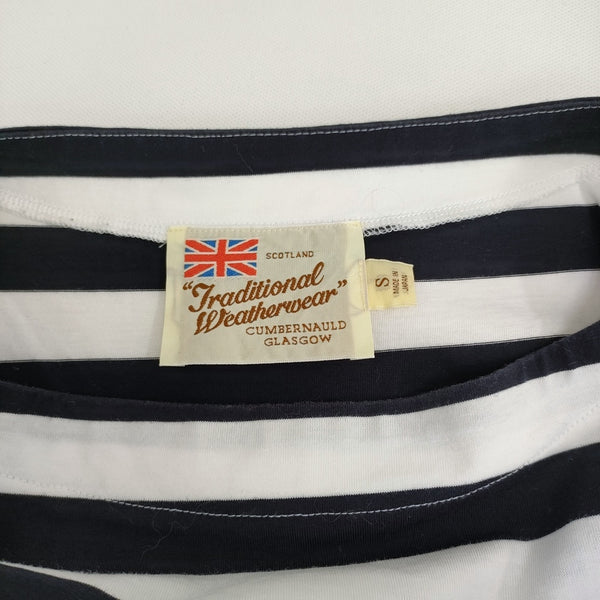 SCOTLAND
"Traditional
Weatherwear"
CUMBERNAULD
GLASGOW
S
MADE IN
JAPAN